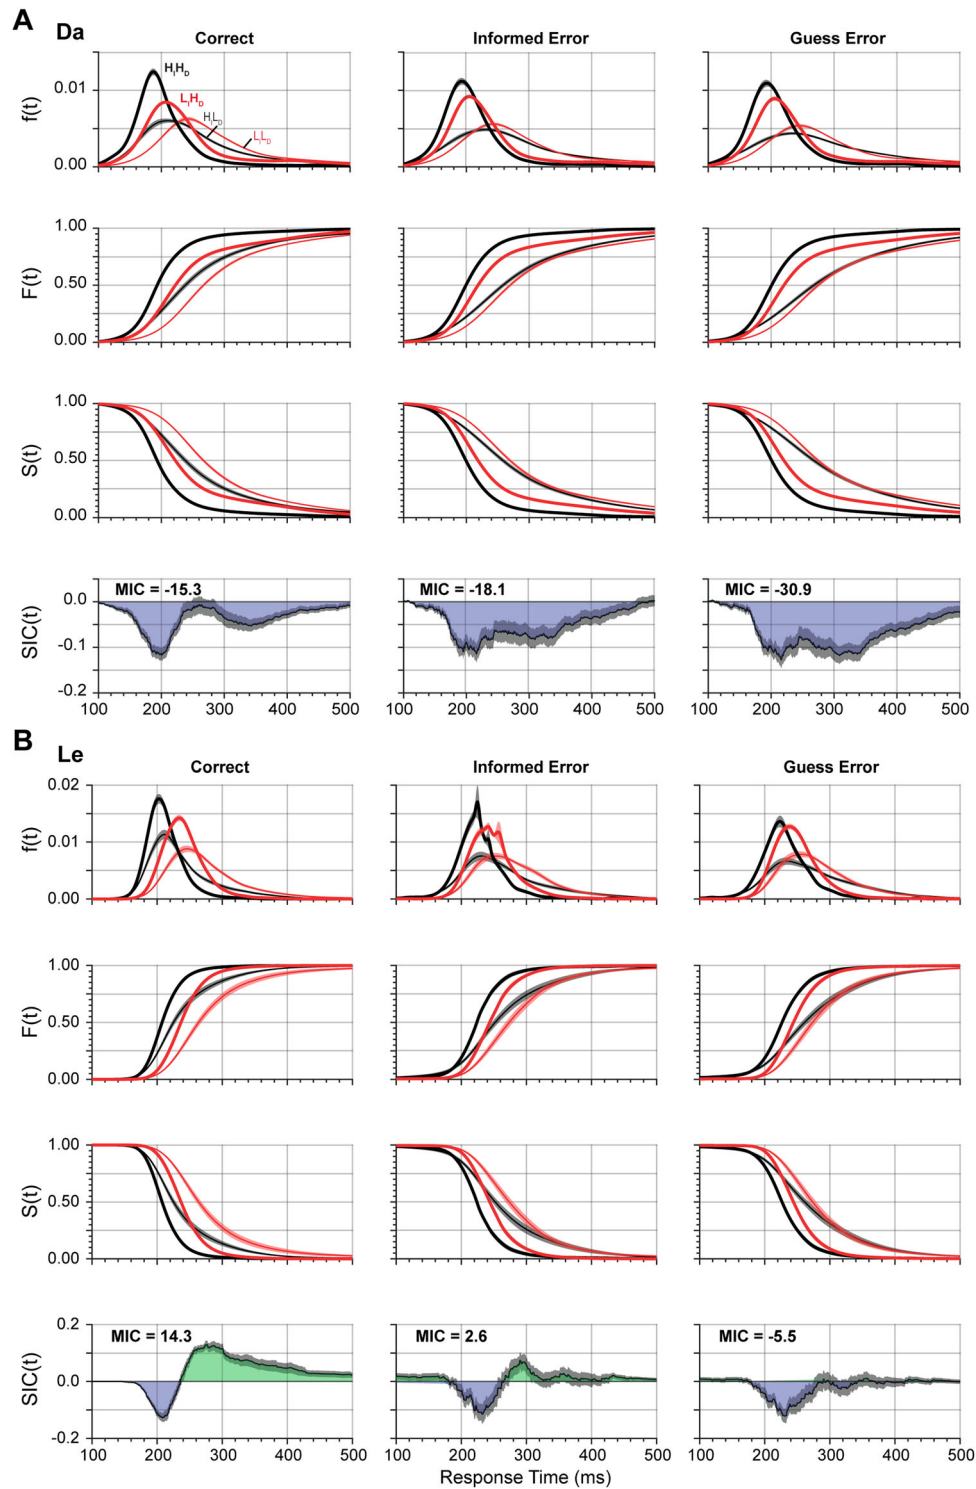 A
Da
Correct Informed Error Guess Error
f(t)
0.01
0.00
HIHD
LIHD
HILD
LILD
F(t)
1.00
0.50
0.00
S(t)
1.00
0.50
0.00
SIC(t)
0.0
-0.1
-0.2
MIC = -15.3 MIC = -18.1 MIC = -30.9
100 200 300 400 500 100 200 300 400 500 100 200 300 400 500
B
Le
Correct Informed Error Guess Error
f(t)
0.02
0.01
0.00
F(t)
1.00
0.50
0.00
S(t)
1.00
0.50
0.00
SIC(t)
0.2
0.0
-0.2
MIC = 14.3 MIC = 2.6 MIC = -5.5
100 200 300 400 500 100 200 300 400 500 100 200 300 400 500
Response Time (ms)